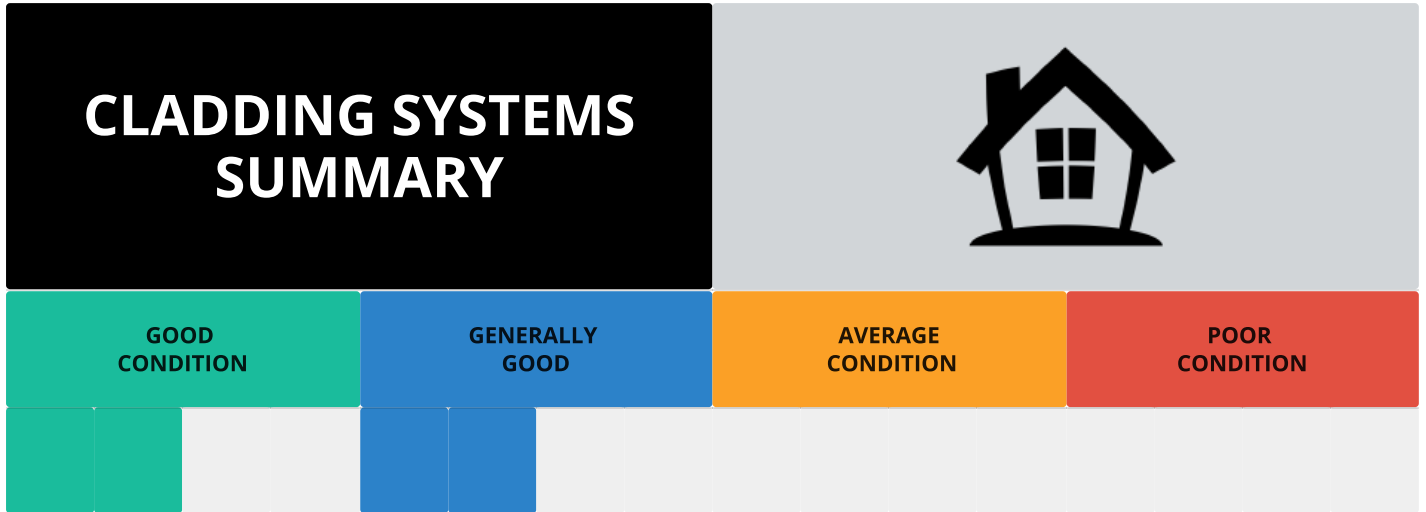 CLADDING SYSTEMS
SUMMARY
GOOD
CONDITION
GENERALLY
GOOD
AVERAGE
CONDITION
POOR
CONDITION